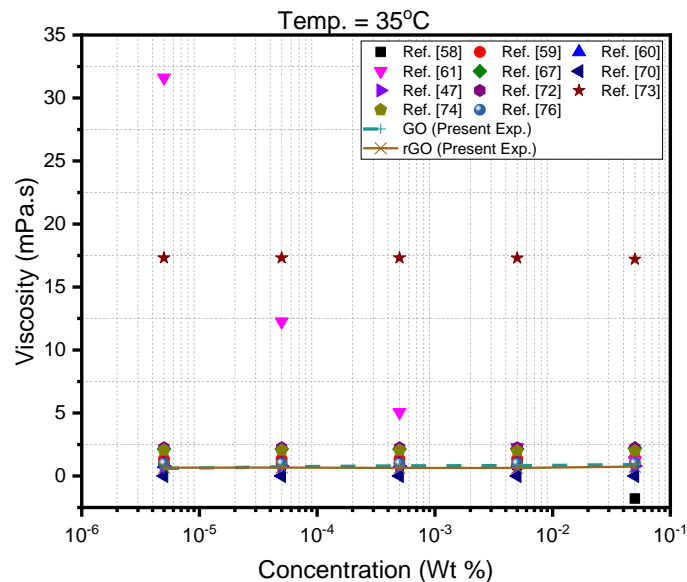 Temp. = 35°C
Viscosity (mPa.s)
35
30
25
20
15
10
5
0
Ref. [58] Ref. [59] Ref. [60]
Ref. [61] Ref. [67] Ref. [70]
Ref. [47] Ref. [72] Ref. [73]
Ref. [74] Ref. [76]
GO (Present Exp.)
rGO (Present Exp.)
10⁻⁶ 10⁻⁵ 10⁻⁴ 10⁻³ 10⁻² 10⁻¹
Concentration (Wt %)